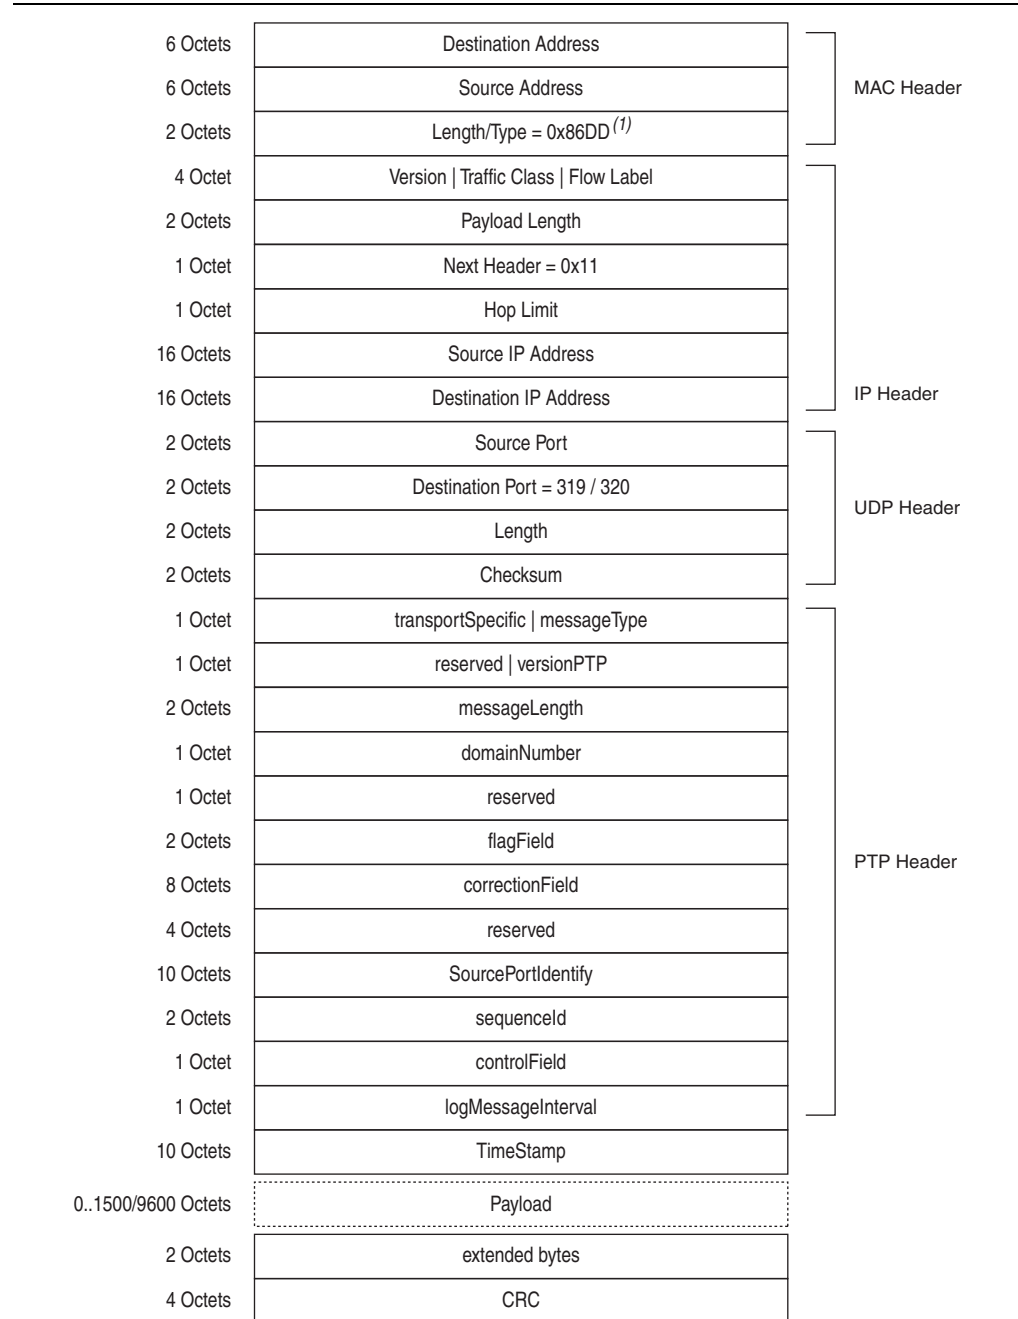 6 Octets Destination Address
6 Octets Source Address MAC Header
2 Octets Length/Type = 0x86DD(1)
4 Octet Version | Traffic Class | Flow Label
2 Octets Payload Length
1 Octet Next Header = 0x11
1 Octet Hop Limit
16 Octets Source IP Address
16 Octets Destination IP Address IP Header
2 Octets Source Port
2 Octets Destination Port = 319 / 320 UDP Header
2 Octets Length
2 Octets Checksum
1 Octet transportSpecific | messageType
1 Octet reserved | versionPTP
2 Octets messageLength
1 Octet domainNumber
1 Octet reserved
2 Octets flagField
8 Octets correctionField PTP Header
4 Octets reserved
10 Octets SourcePortIdentify
2 Octets sequenceId
1 Octet controlField
1 Octet logMessageInterval
10 Octets TimeStamp
0..1500/9600 Octets Payload
2 Octets extended bytes
4 Octets CRC